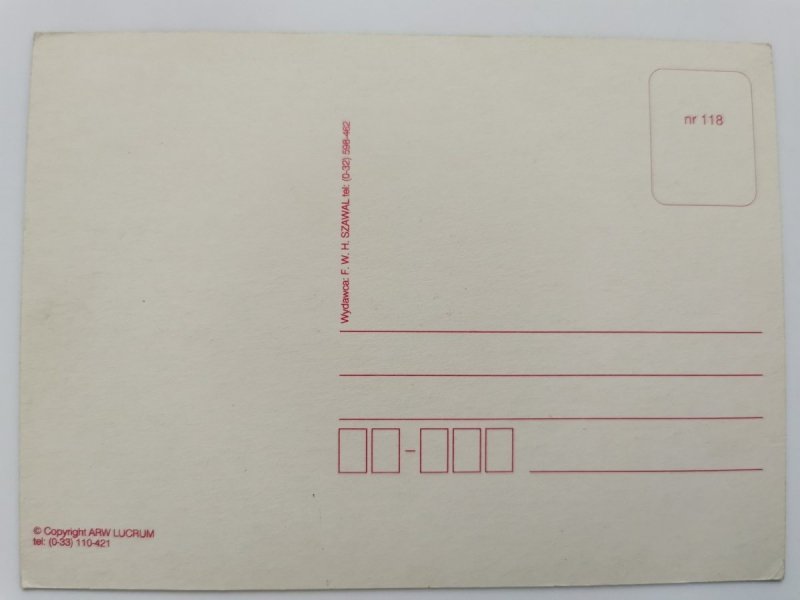 nr 118
Wydawca: F. W. H. SZAWAL tel: (0-32) 598-462
–
© Copyright ARW LUCRUM
tel: (0-33) 110-421